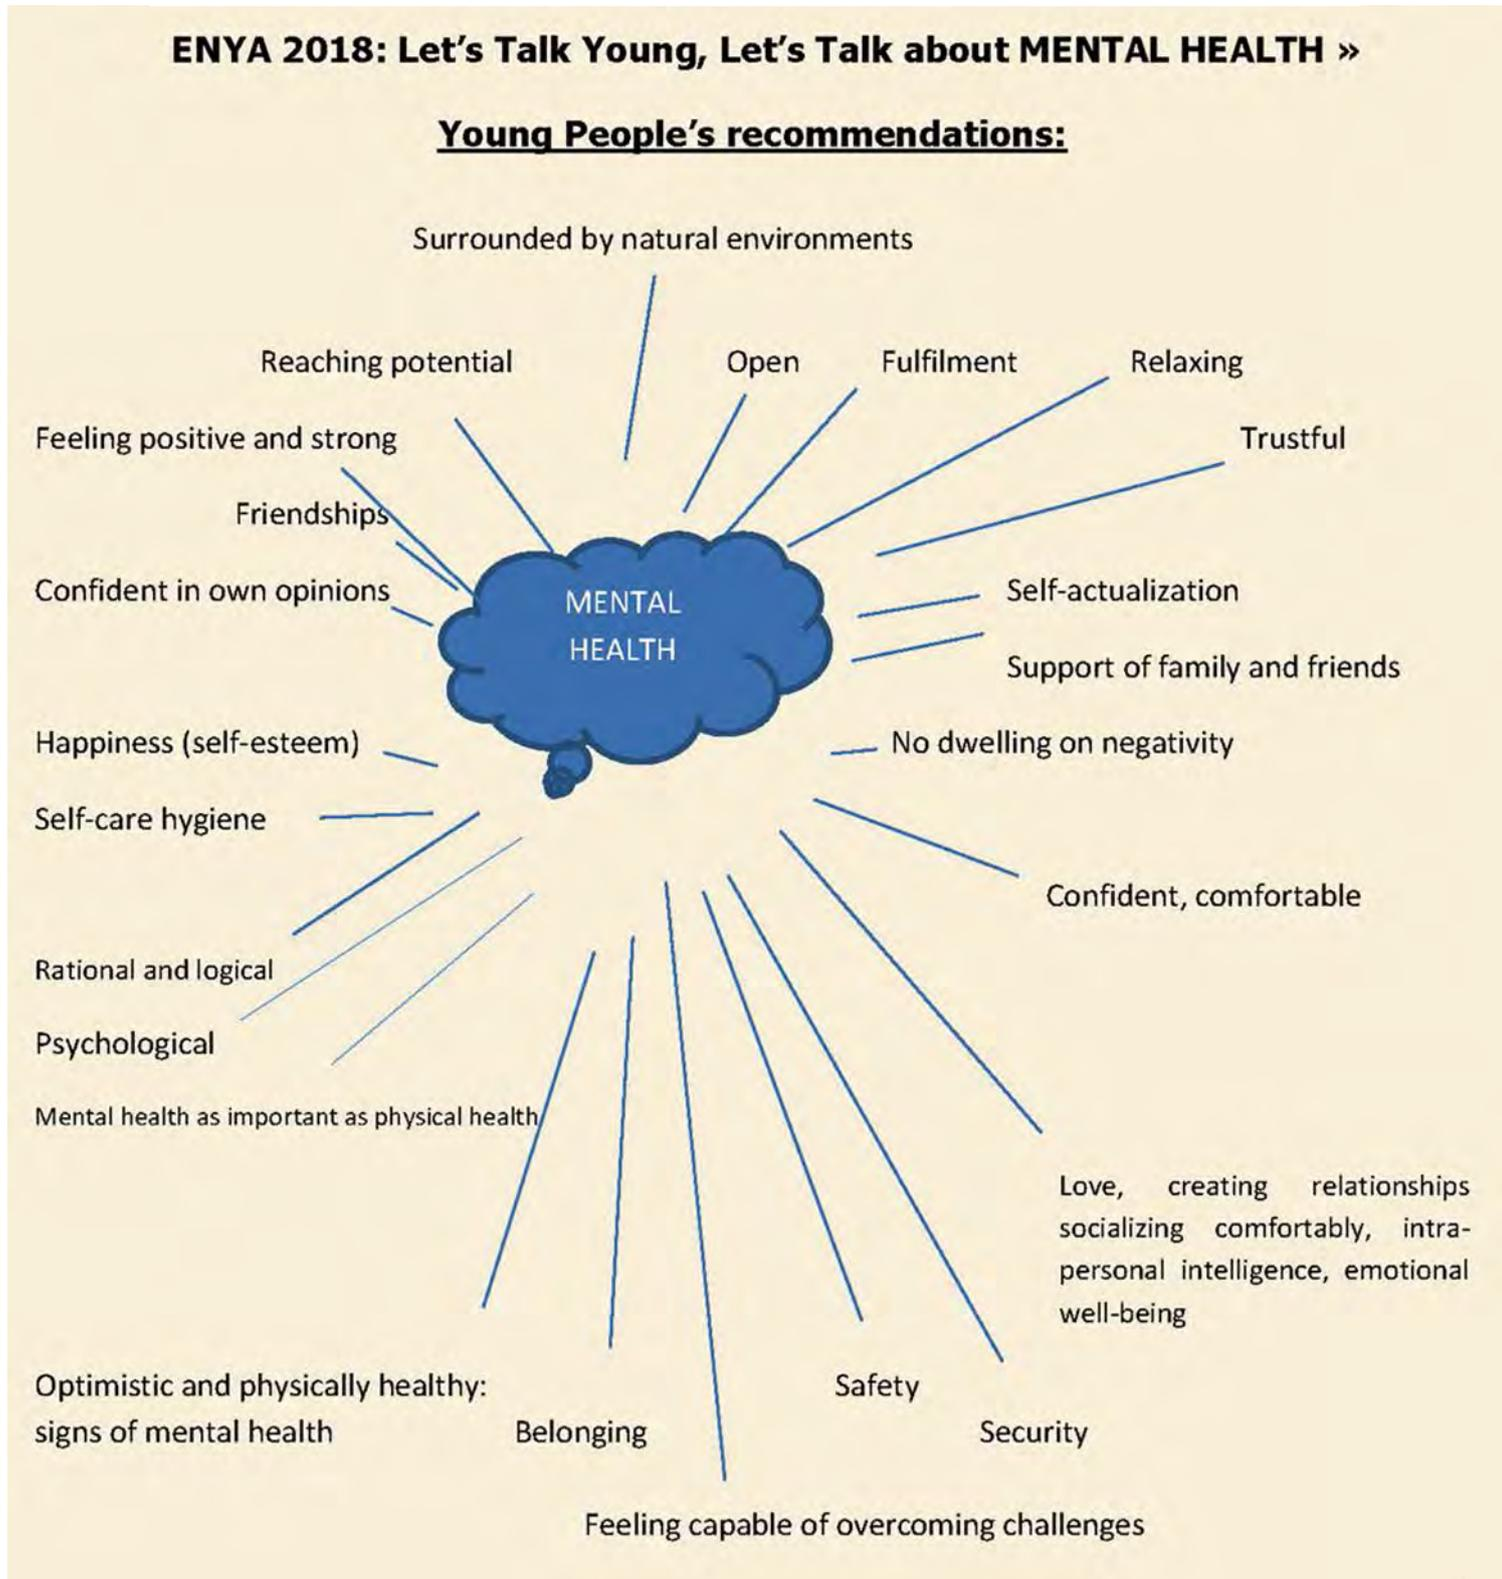 ENYA 2018: Let's Talk Young, Let's Talk about MENTAL HEALTH »
Young People's recommendations:
Surrounded by natural environments
Reaching potential
Open
Fulfilment
Relaxing
Feeling positive and strong
Trustful
Friendships
Confident in own opinions
MENTAL
HEALTH
Self-actualization
Support of family and friends
Happiness (self-esteem)
No dwelling on negativity
Self-care hygiene
Confident, comfortable
Rational and logical
Psychological
Mental health as important as physical health
Love, creating relationships
socializing comfortably, intra-
personal intelligence, emotional
well-being
Optimistic and physically healthy:
signs of mental health
Belonging
Safety
Security
Feeling capable of overcoming challenges